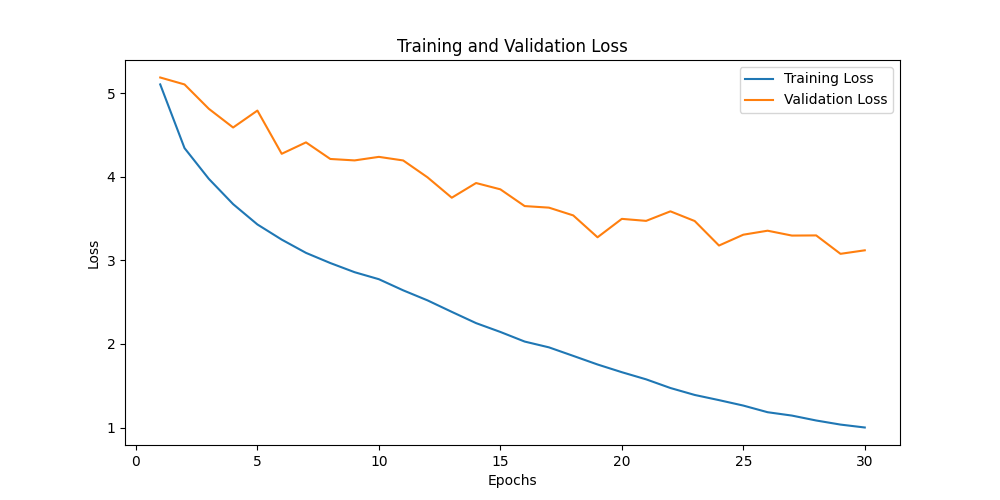 Training and Validation Loss
Training Loss
Validation Loss
5
4
3
2
1
Loss
0 5 10 15 20 25 30
Epochs